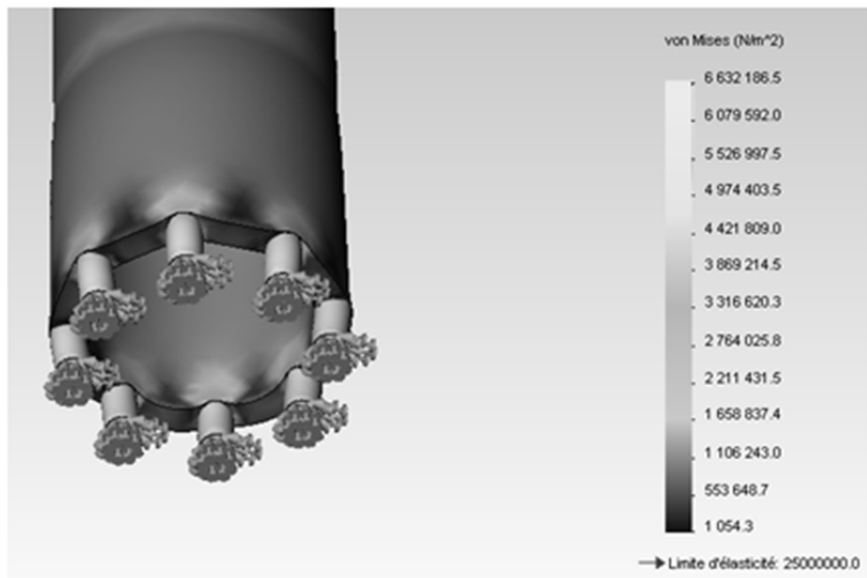 von Mises (N/m^2)
6 632 186.5
6 079 592.0
5 526 997.5
4 974 403.5
4 421 809.0
3 869 214.5
3 316 620.3
2 764 025.8
2 211 431.5
1 658 837.4
1 106 243.0
553 648.7
1 054.3
Limite d'élasticité: 25000000.0